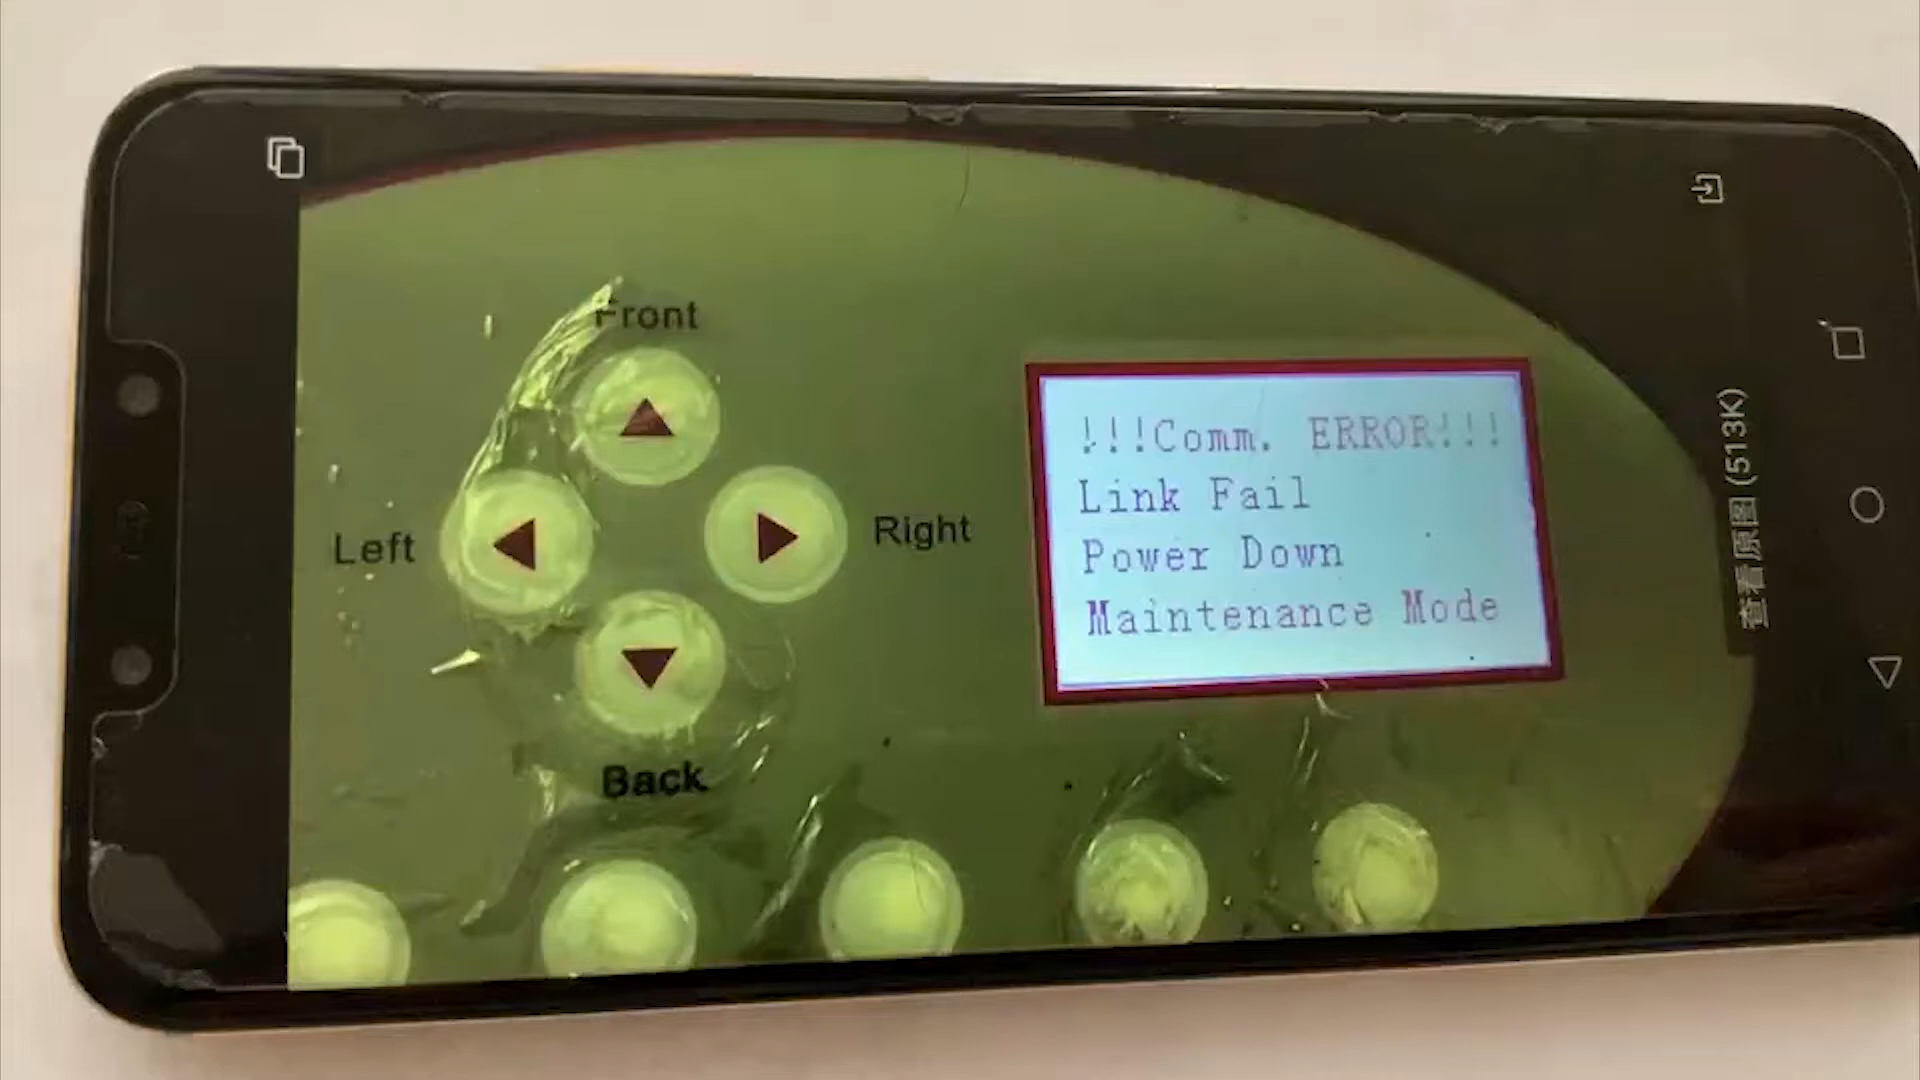 Front
Left
Right
Back
!!!Comm. ERROR!!!
Link Fail
Power Down
Maintenance Mode
查看原图 (513K)